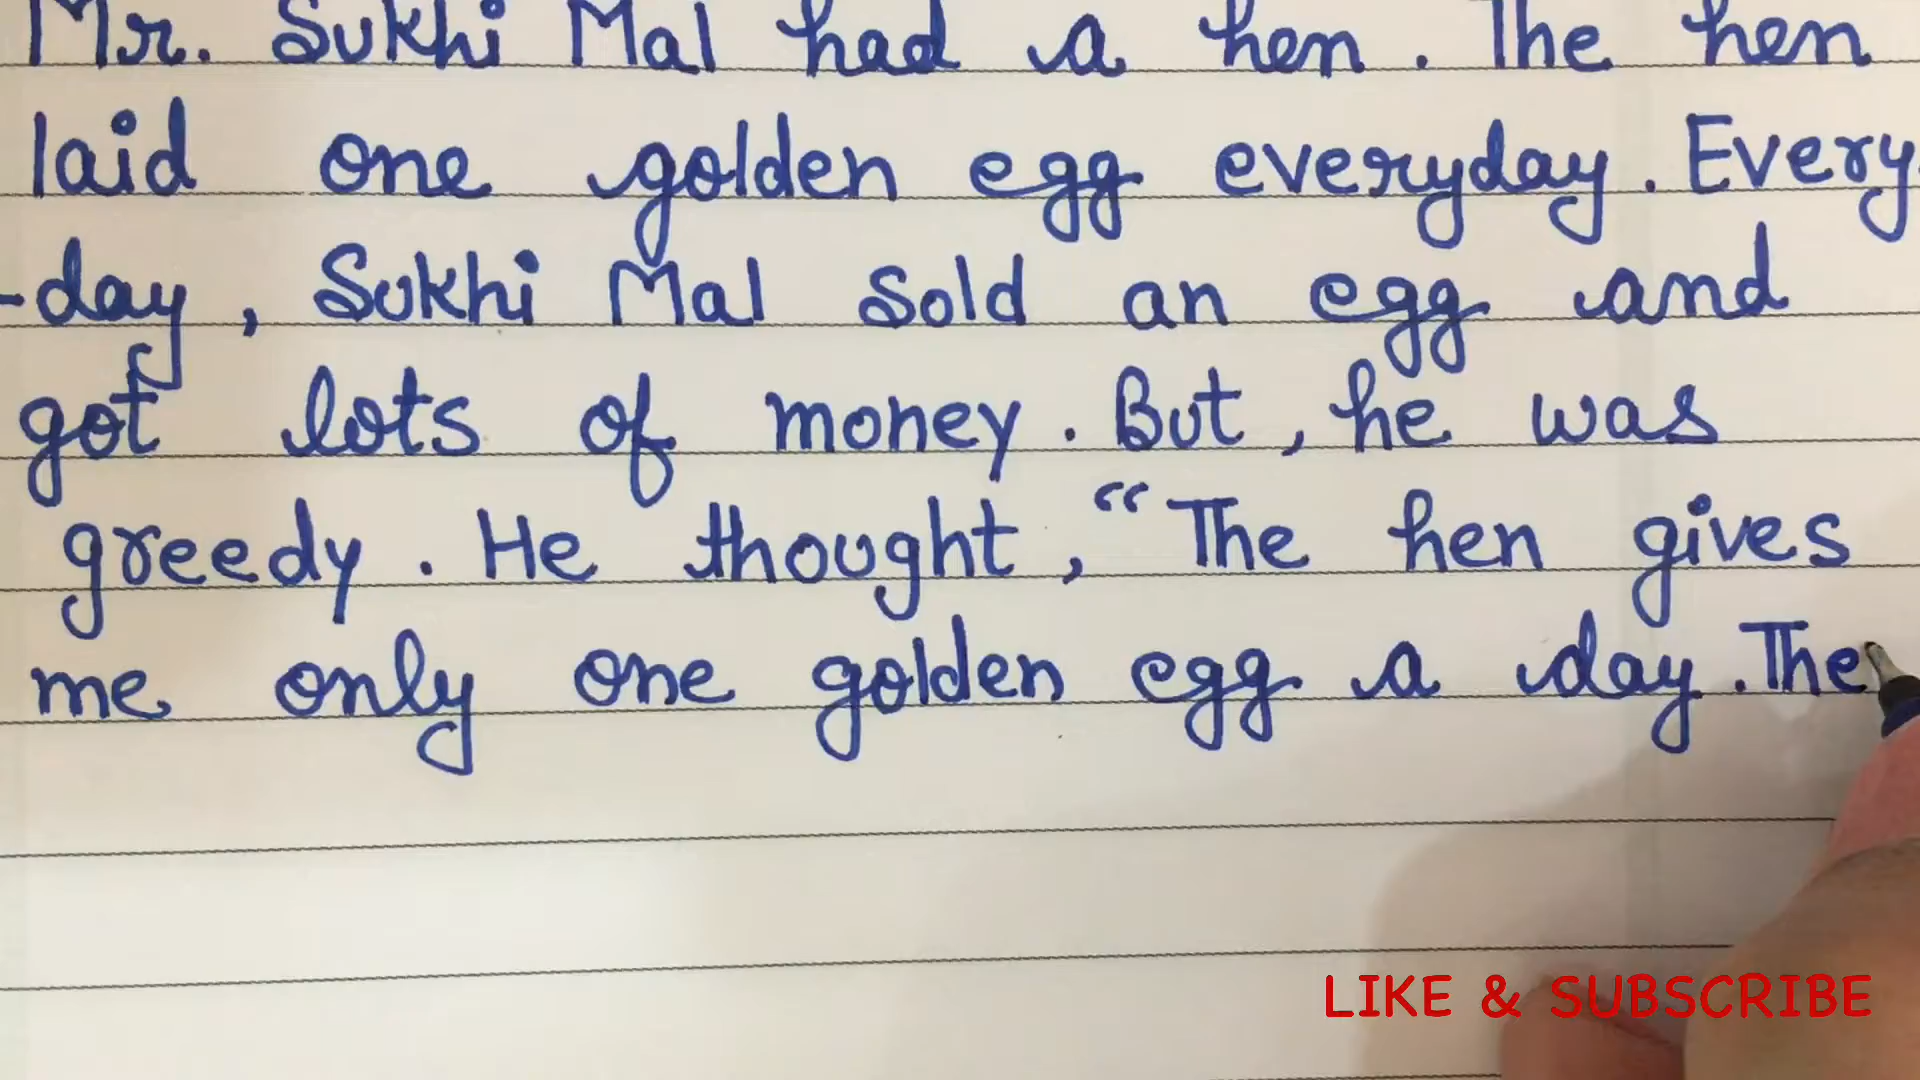 Mr. Sukhi Mal had a hen. The hen
laid one golden egg everyday. Every
-day, Sukhi Mal sold an egg and
got lots of money. But, he was
greedy. He thought, “The hen gives
me only one golden egg a day. The
LIKE & SUBSCRIBE